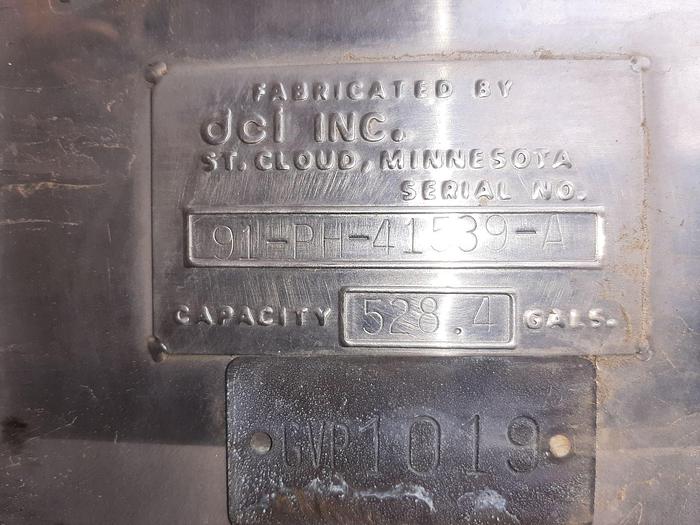 FABRICATED BY
dci INC.
ST. CLOUD, MINNESOTA
SERIAL NO.
91-PH-41539-A
CAPACITY 528.4 GALS.
GVP1019